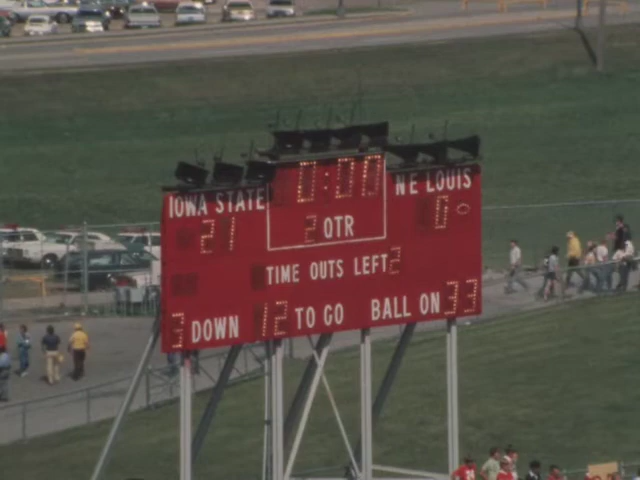 0:00
IOWA STATE NE LOUIS
21 0
2 QTR
TIME OUTS LEFT 2
3 DOWN 12 TO GO BALL ON 33